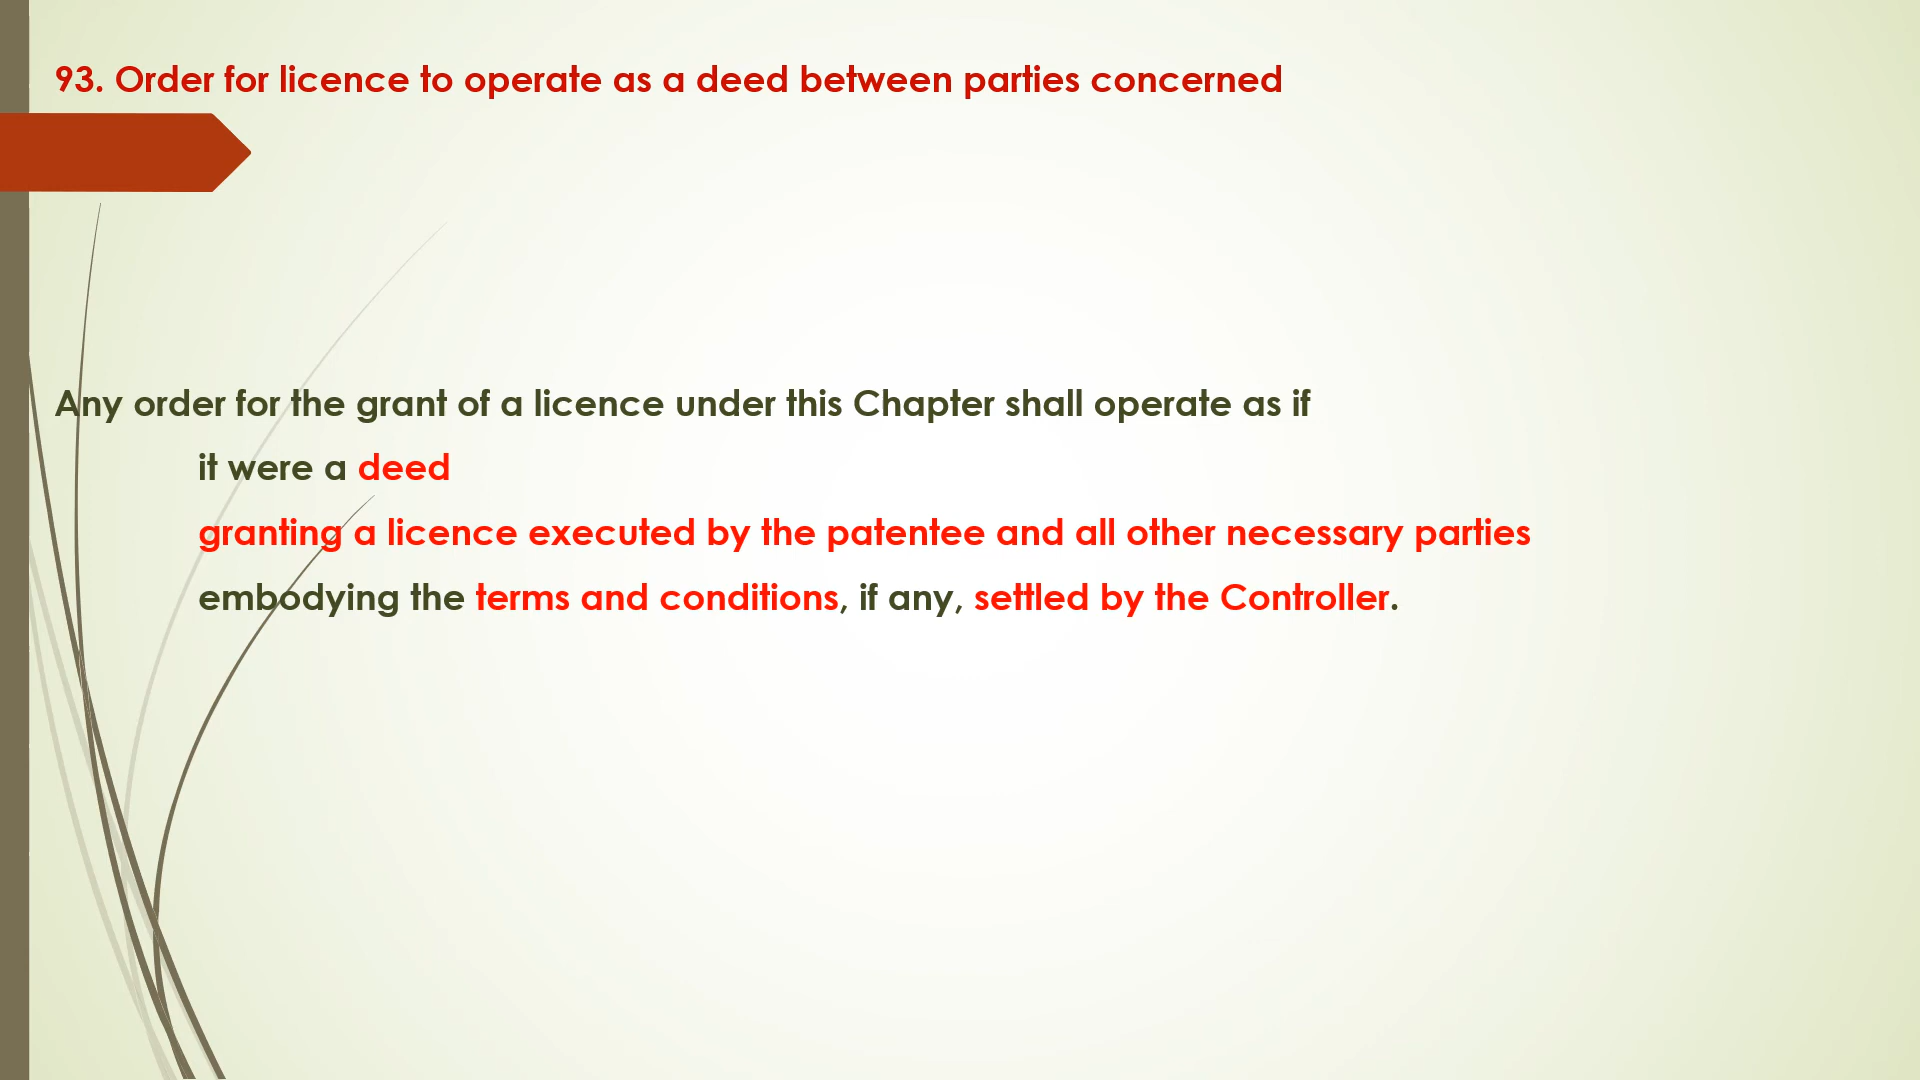 93. Order for licence to operate as a deed between parties concerned
Any order for the grant of a licence under this Chapter shall operate as if
it were a deed
granting a licence executed by the patentee and all other necessary parties
embodying the terms and conditions, if any, settled by the Controller.